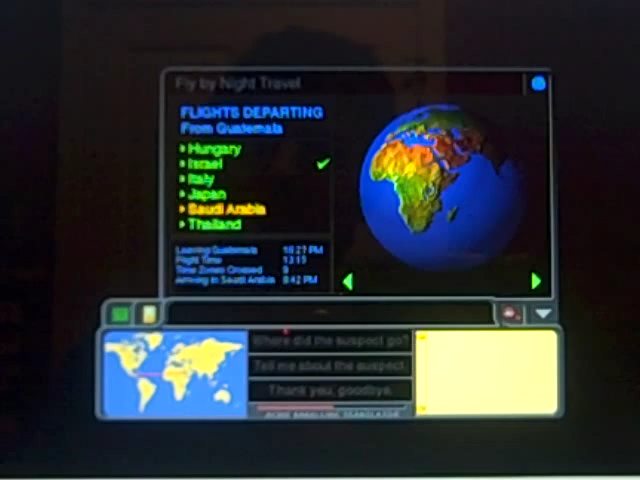 Fly by Night Travel
FLIGHTS DEPARTING
From Guatemala
Hungary
Israel
Italy
Japan
Saudi Arabia
Thailand
Leaving Guatemala
Flight Time
Time Zones Crossed
Arriving in Saudi Arabia
Where did the suspect go?
Tell me about the suspect.
Thank you, goodbye.